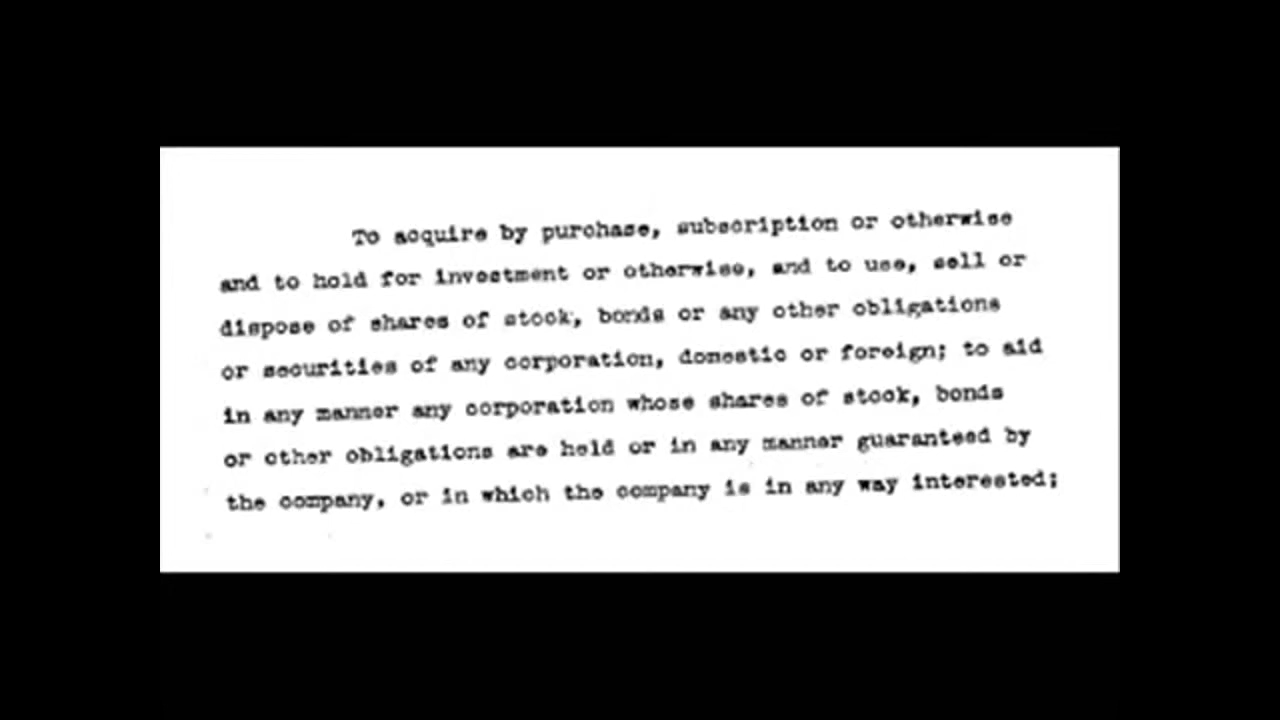 To acquire by purchase, subscription or otherwise
and to hold for investment or otherwise, and to use, sell or
dispose of shares of stock, bonds or any other obligations
or securities of any corporation, domestic or foreign; to aid
in any manner any corporation whose shares of stock, bonds
or other obligations are held or in any manner guaranteed by
the company, or in which the company is in any way interested;